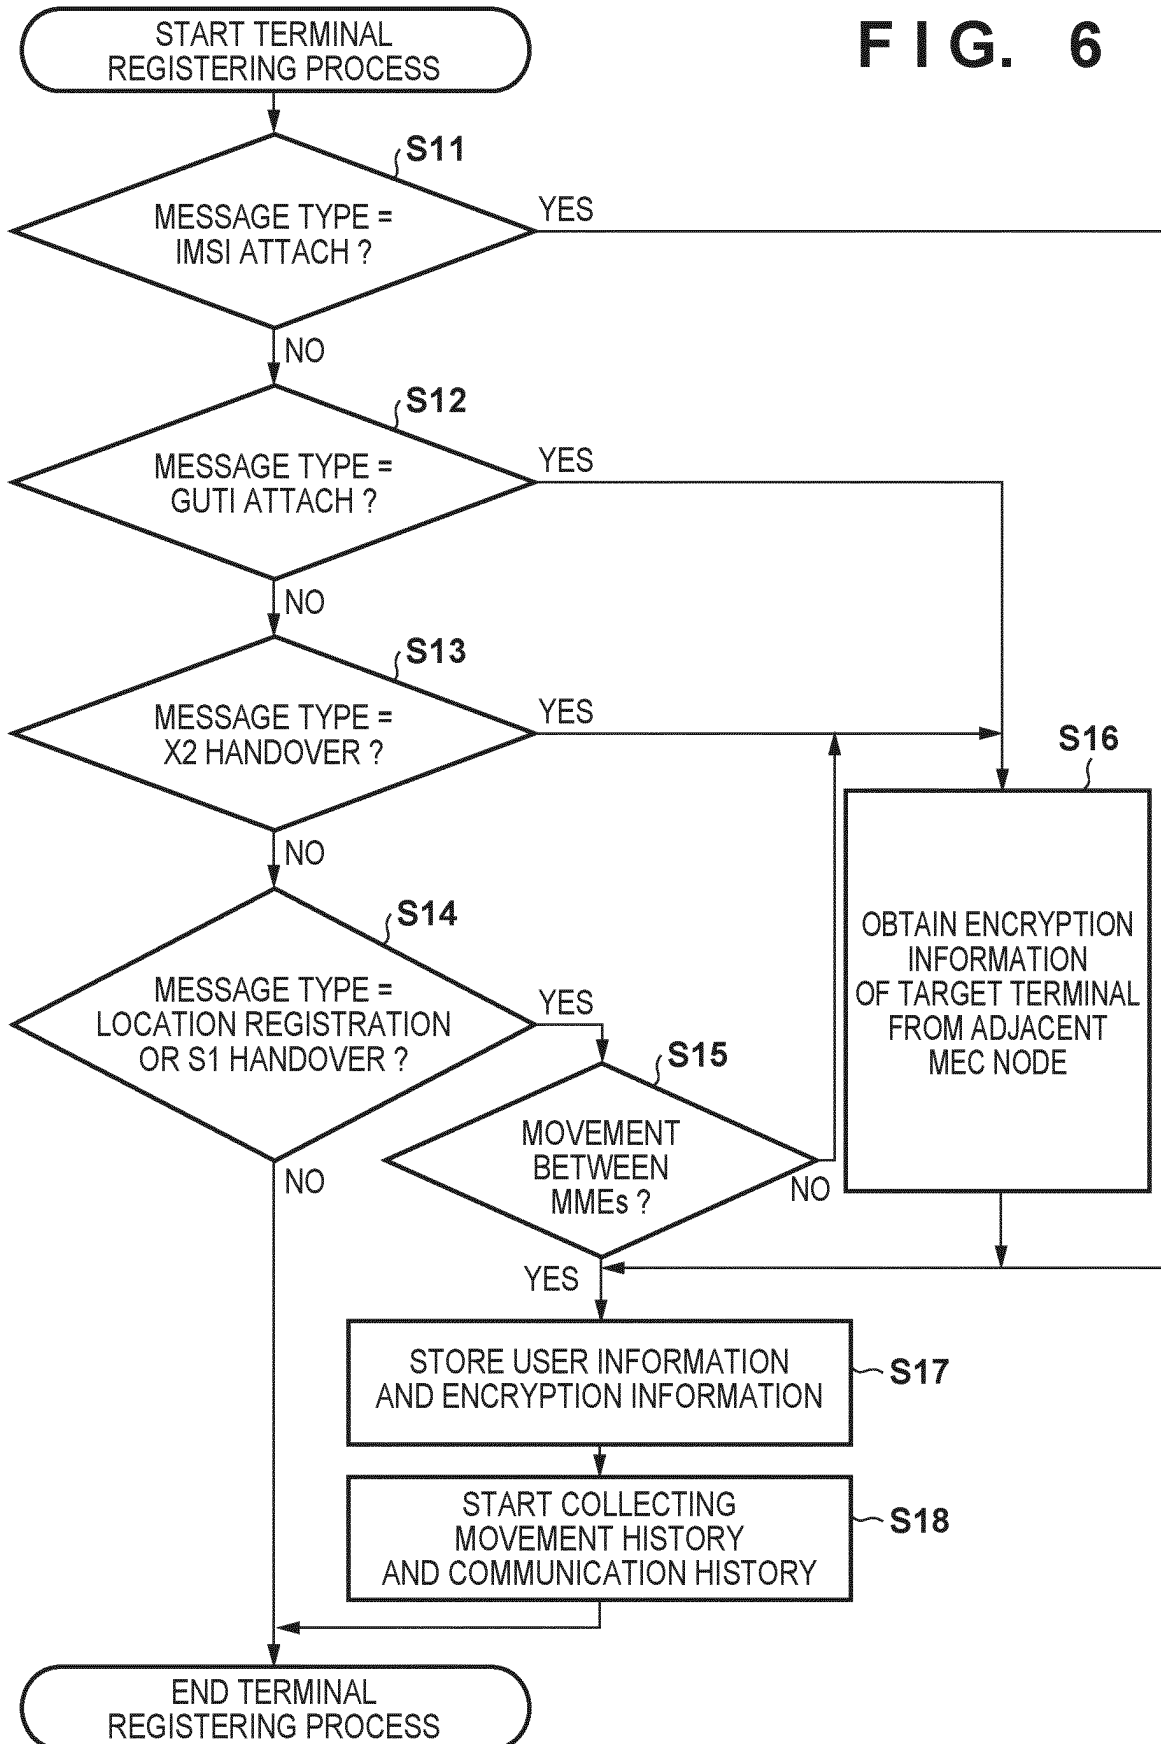 FIG. 6
START TERMINAL
REGISTERING PROCESS
S11
MESSAGE TYPE =
IMSI ATTACH ?
YES
NO
S12
MESSAGE TYPE =
GUTI ATTACH ?
YES
NO
S13
MESSAGE TYPE =
X2 HANDOVER ?
YES
NO
S14
MESSAGE TYPE =
LOCATION REGISTRATION
OR S1 HANDOVER ?
YES
NO
S15
MOVEMENT
BETWEEN
MMEs ?
NO
YES
S16
OBTAIN ENCRYPTION
INFORMATION
OF TARGET TERMINAL
FROM ADJACENT
MEC NODE
STORE USER INFORMATION
AND ENCRYPTION INFORMATION
S17
START COLLECTING
MOVEMENT HISTORY
AND COMMUNICATION HISTORY
S18
END TERMINAL
REGISTERING PROCESS